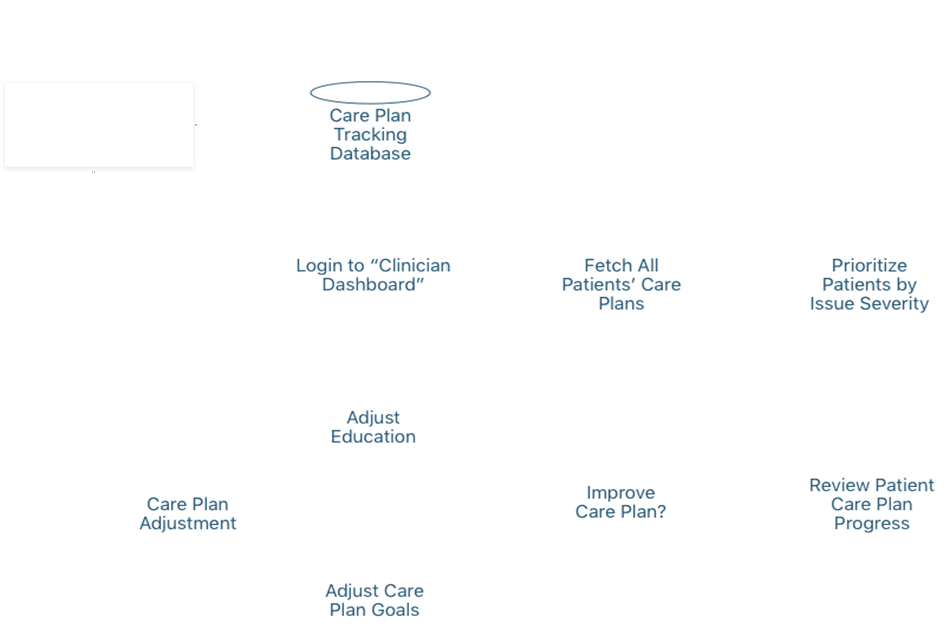 Care Plan
Tracking
Database
Login to “Clinician
Dashboard”
Fetch All
Patients’ Care
Plans
Prioritize
Patients by
Issue Severity
Adjust
Education
Care Plan
Adjustment
Improve
Care Plan?
Review Patient
Care Plan
Progress
Adjust Care
Plan Goals